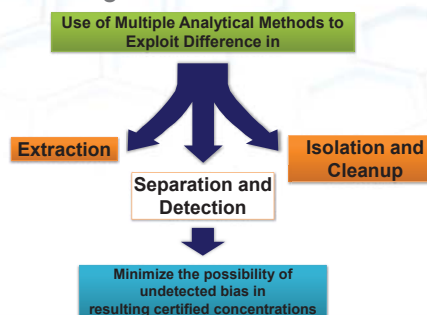 Use of Multiple Analytical Methods to
Exploit Difference in
Extraction
Isolation and
Cleanup
Separation and
Detection
Minimize the possibility of
undetected bias in
resulting certified concentrations